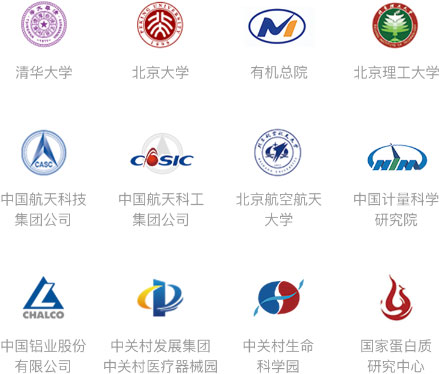 清华大学
北京大学
有机总院
北京理工大学
CASC
CASIC
NIM
中国航天科技
集团公司
中国航天科工
集团公司
北京航空航天
大学
中国计量科学
研究院
CHALCO
中国铝业股份
有限公司
中关村发展集团
中关村医疗器械园
中关村生命
科学园
国家蛋白质
研究中心